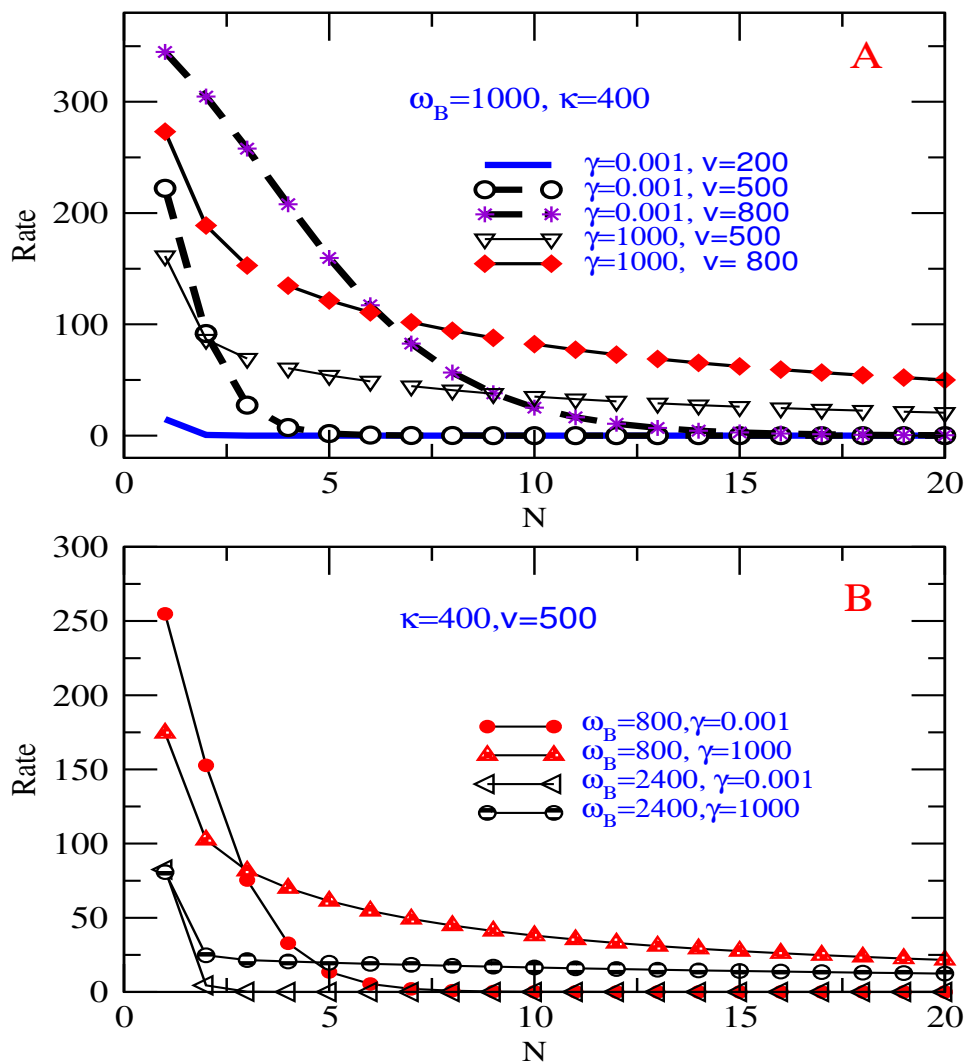 A
ω_B=1000, κ=400
γ=0.001, v=200
γ=0.001, v=500
γ=0.001, v=800
γ=1000, v=500
γ=1000, v= 800
Rate
300
200
100
0
0 5 10 15 20
N
B
κ=400,v=500
ω_B=800,γ=0.001
ω_B=800, γ=1000
ω_B=2400, γ=0.001
ω_B=2400,γ=1000
Rate
300
250
200
150
100
50
0
0 5 10 15 20
N